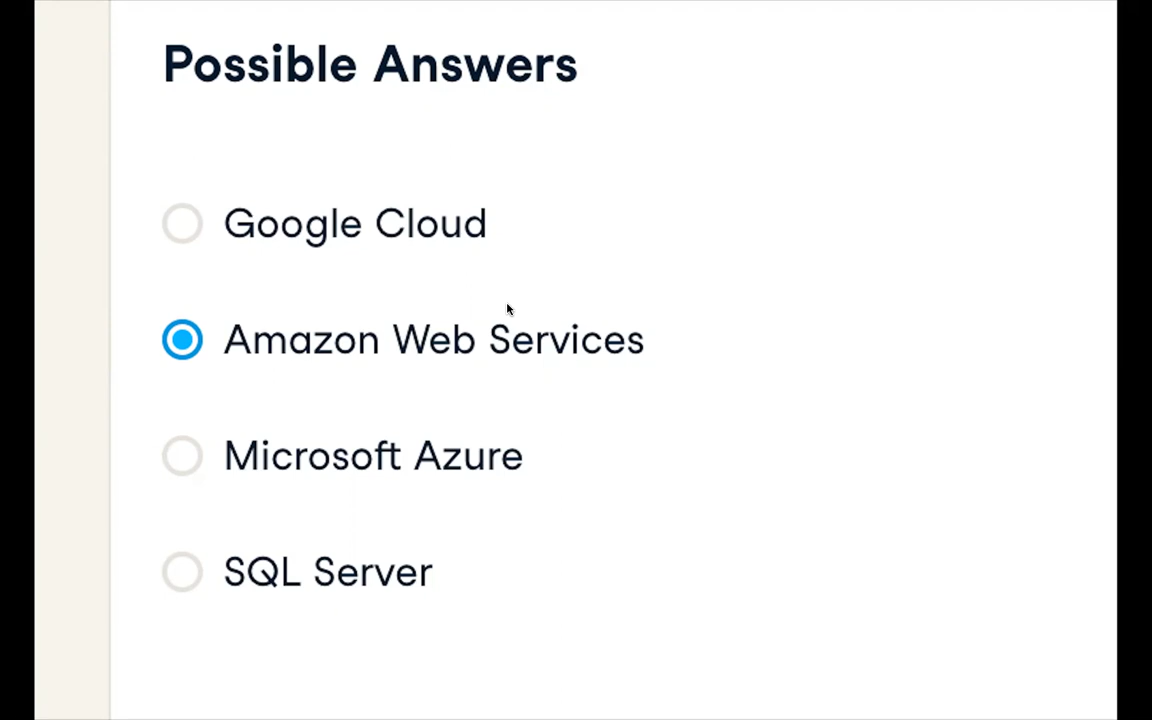 Possible Answers
Google Cloud
Amazon Web Services
Microsoft Azure
SQL Server